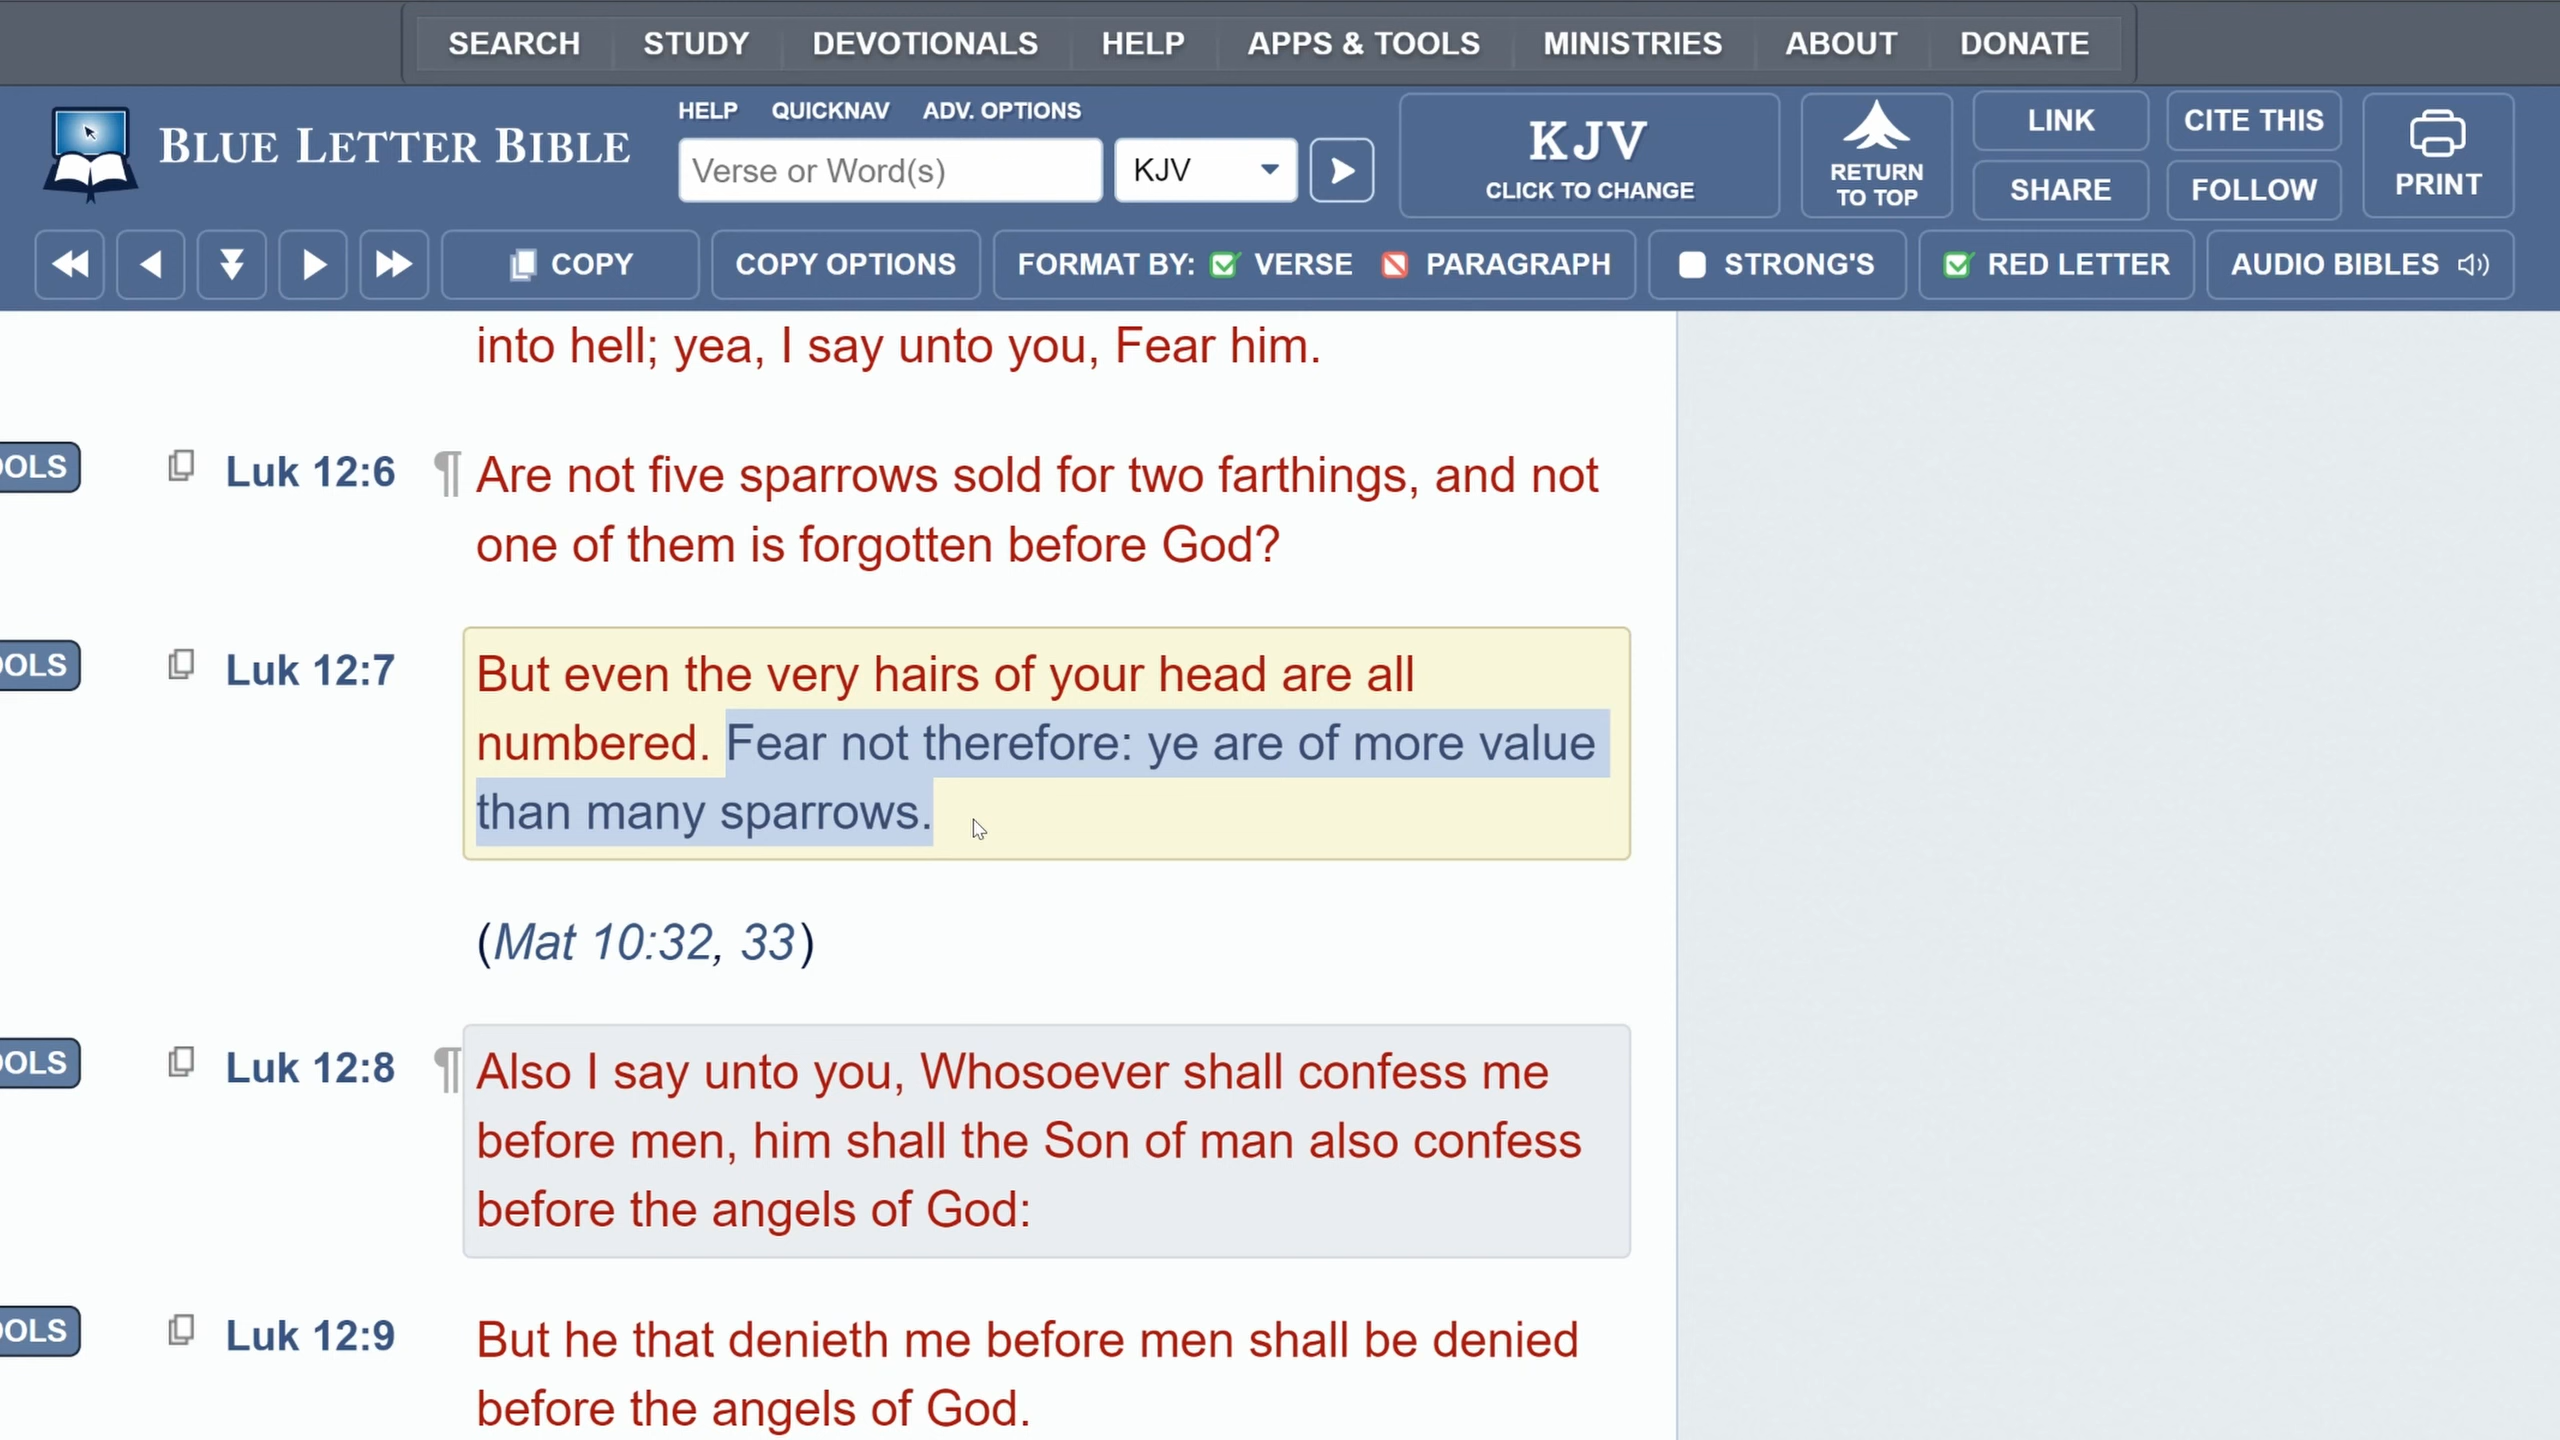 SEARCH STUDY DEVOTIONALS HELP APPS & TOOLS MINISTRIES ABOUT DONATE
BLUE LETTER BIBLE
HELP QUICKNAV ADV. OPTIONS
Verse or Word(s) KJV
KJV
CLICK TO CHANGE
RETURN
TO TOP
LINK CITE THIS
SHARE FOLLOW
PRINT
COPY COPY OPTIONS FORMAT BY: VERSE PARAGRAPH STRONG'S RED LETTER AUDIO BIBLES
into hell; yea, I say unto you, Fear him.
OOLS Luk 12:6 ¶ Are not five sparrows sold for two farthings, and not
one of them is forgotten before God?
OOLS Luk 12:7 But even the very hairs of your head are all
numbered. Fear not therefore: ye are of more value
than many sparrows.
(Mat 10:32, 33)
OOLS Luk 12:8 ¶ Also I say unto you, Whosoever shall confess me
before men, him shall the Son of man also confess
before the angels of God:
OOLS Luk 12:9 But he that denieth me before men shall be denied
before the angels of God.